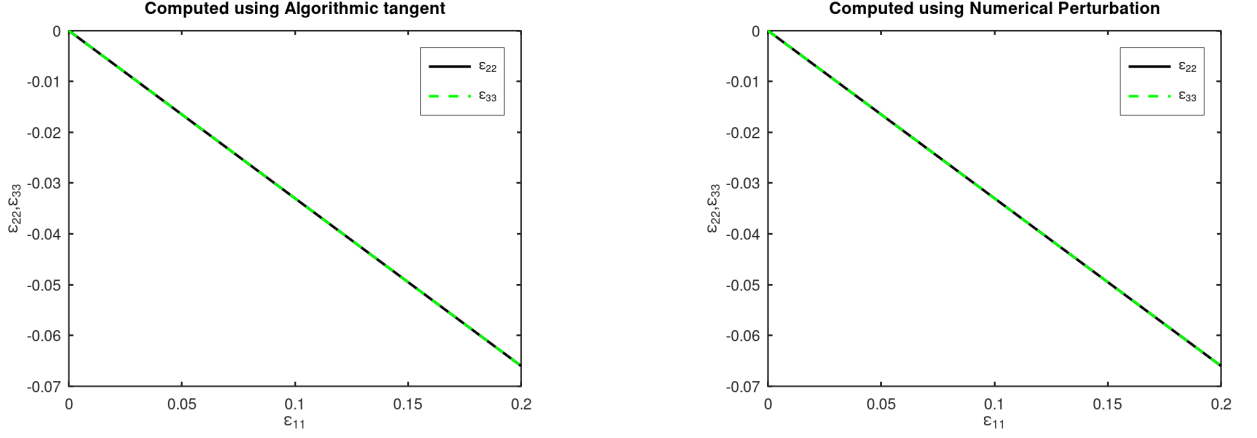 Computed using Algorithmic tangent
0
-0.01
-0.02
-0.03
-0.04
-0.05
-0.06
-0.07
ε22,ε33
ε22
ε33
0 0.05 0.1 0.15 0.2
ε11
Computed using Numerical Perturbation
0
-0.01
-0.02
-0.03
-0.04
-0.05
-0.06
-0.07
ε22,ε33
ε22
ε33
0 0.05 0.1 0.15 0.2
ε11